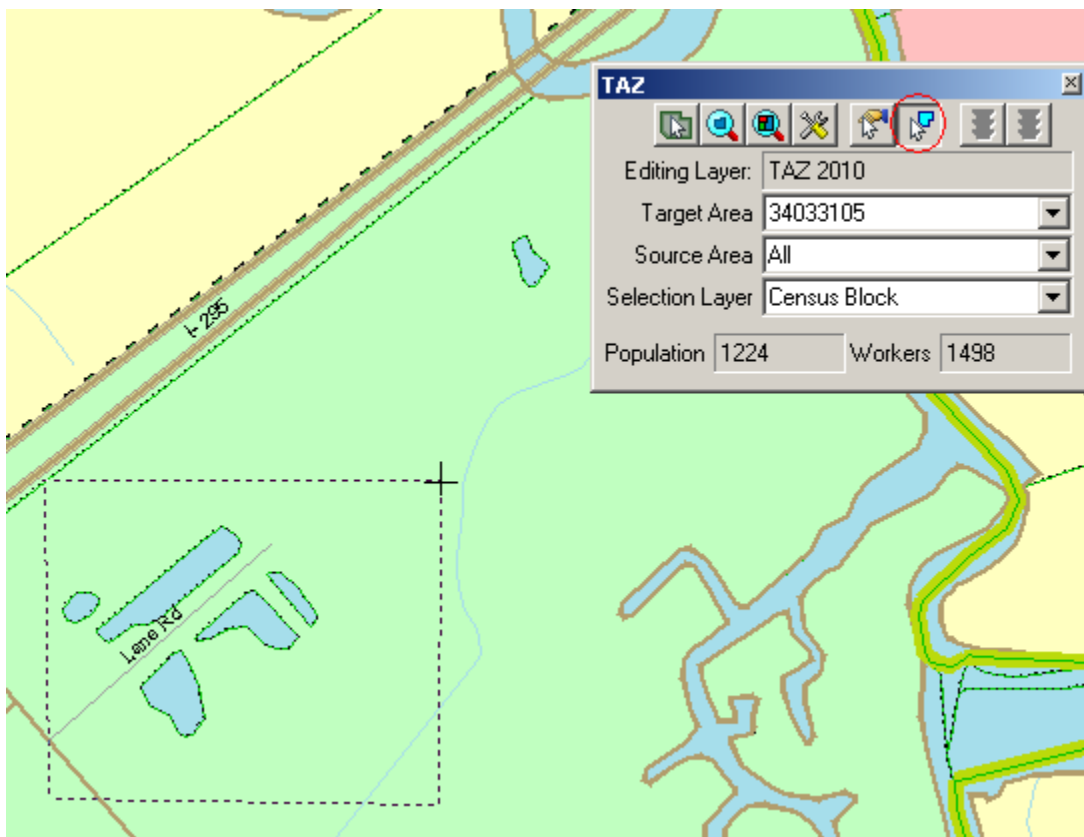 TAZ
Editing Layer: TAZ 2010
Target Area 34033105
Source Area All
Selection Layer Census Block
Population 1224 Workers 1498
I- 295
Lane Rd